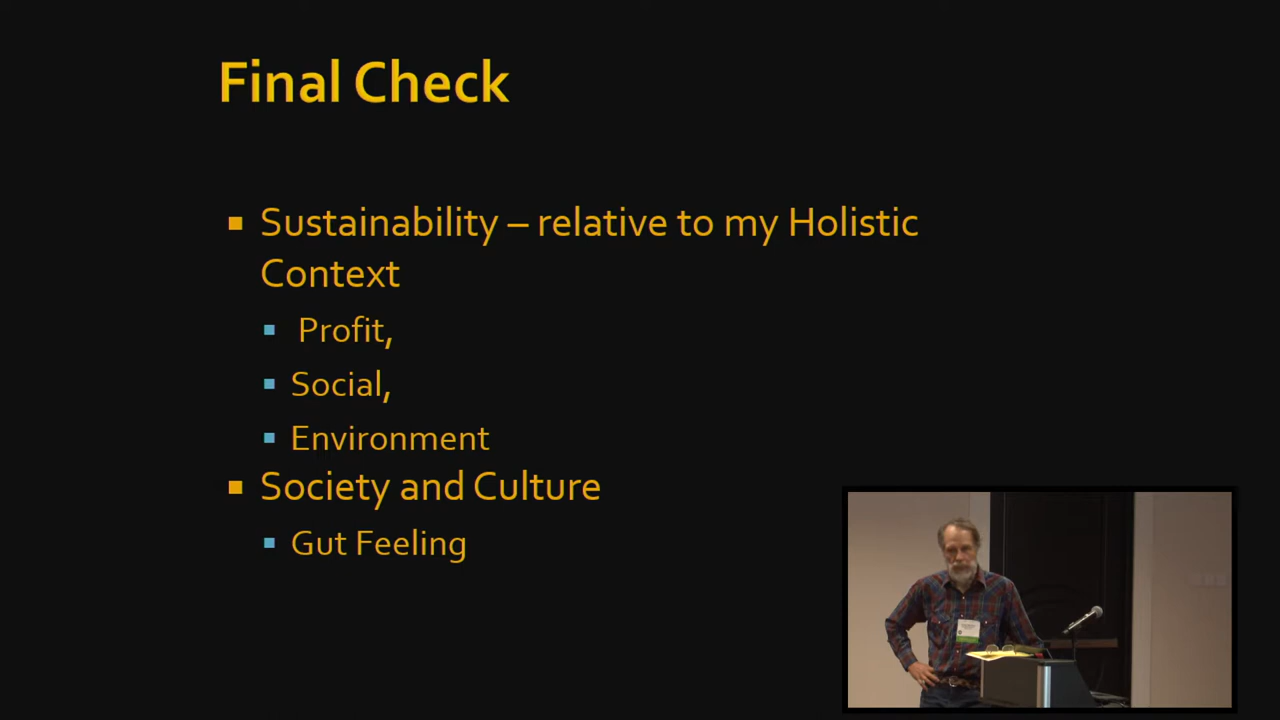 Final Check
Sustainability – relative to my Holistic
Context
Profit,
Social,
Environment
Society and Culture
Gut Feeling